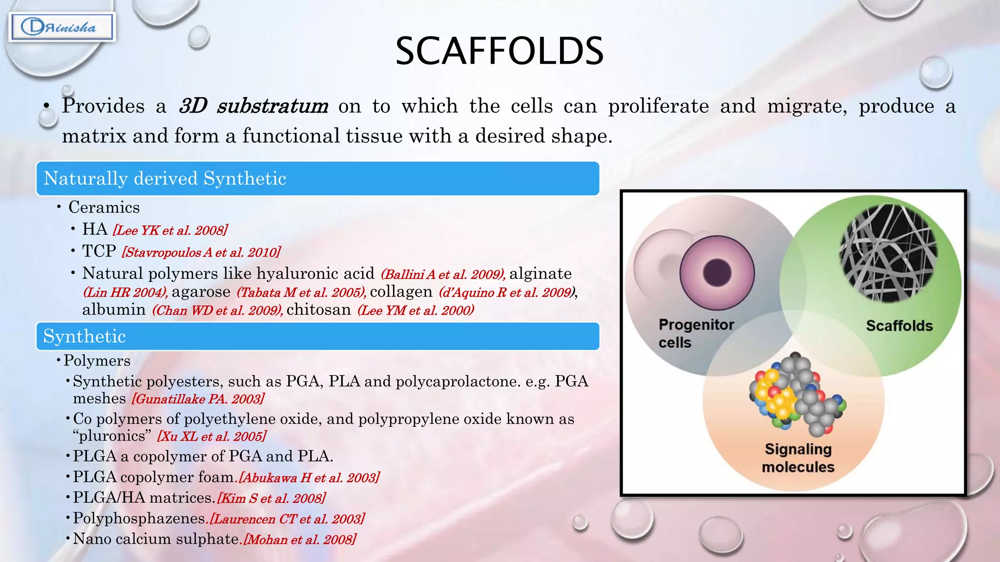 DRinisha
SCAFFOLDS
• Provides a 3D substratum on to which the cells can proliferate and migrate, produce a
matrix and form a functional tissue with a desired shape.
Naturally derived Synthetic
• Ceramics
• HA [Lee YK et al. 2008]
• TCP [Stavropoulos A et al. 2010]
• Natural polymers like hyaluronic acid (Ballini A et al. 2009), alginate
(Lin HR 2004), agarose (Tabata M et al. 2005), collagen (d’Aquino R et al. 2009),
albumin (Chan WD et al. 2009), chitosan (Lee YM et al. 2000)
Synthetic
•Polymers
•Synthetic polyesters, such as PGA, PLA and polycaprolactone. e.g. PGA
meshes [Gunatillake PA. 2003]
•Co polymers of polyethylene oxide, and polypropylene oxide known as
“pluronics” [Xu XL et al. 2005]
•PLGA a copolymer of PGA and PLA.
•PLGA copolymer foam.[Abukawa H et al. 2003]
•PLGA/HA matrices.[Kim S et al. 2008]
•Polyphosphazenes.[Laurencen CT et al. 2003]
•Nano calcium sulphate.[Mohan et al. 2008]
Progenitor
cells
Scaffolds
Signaling
molecules